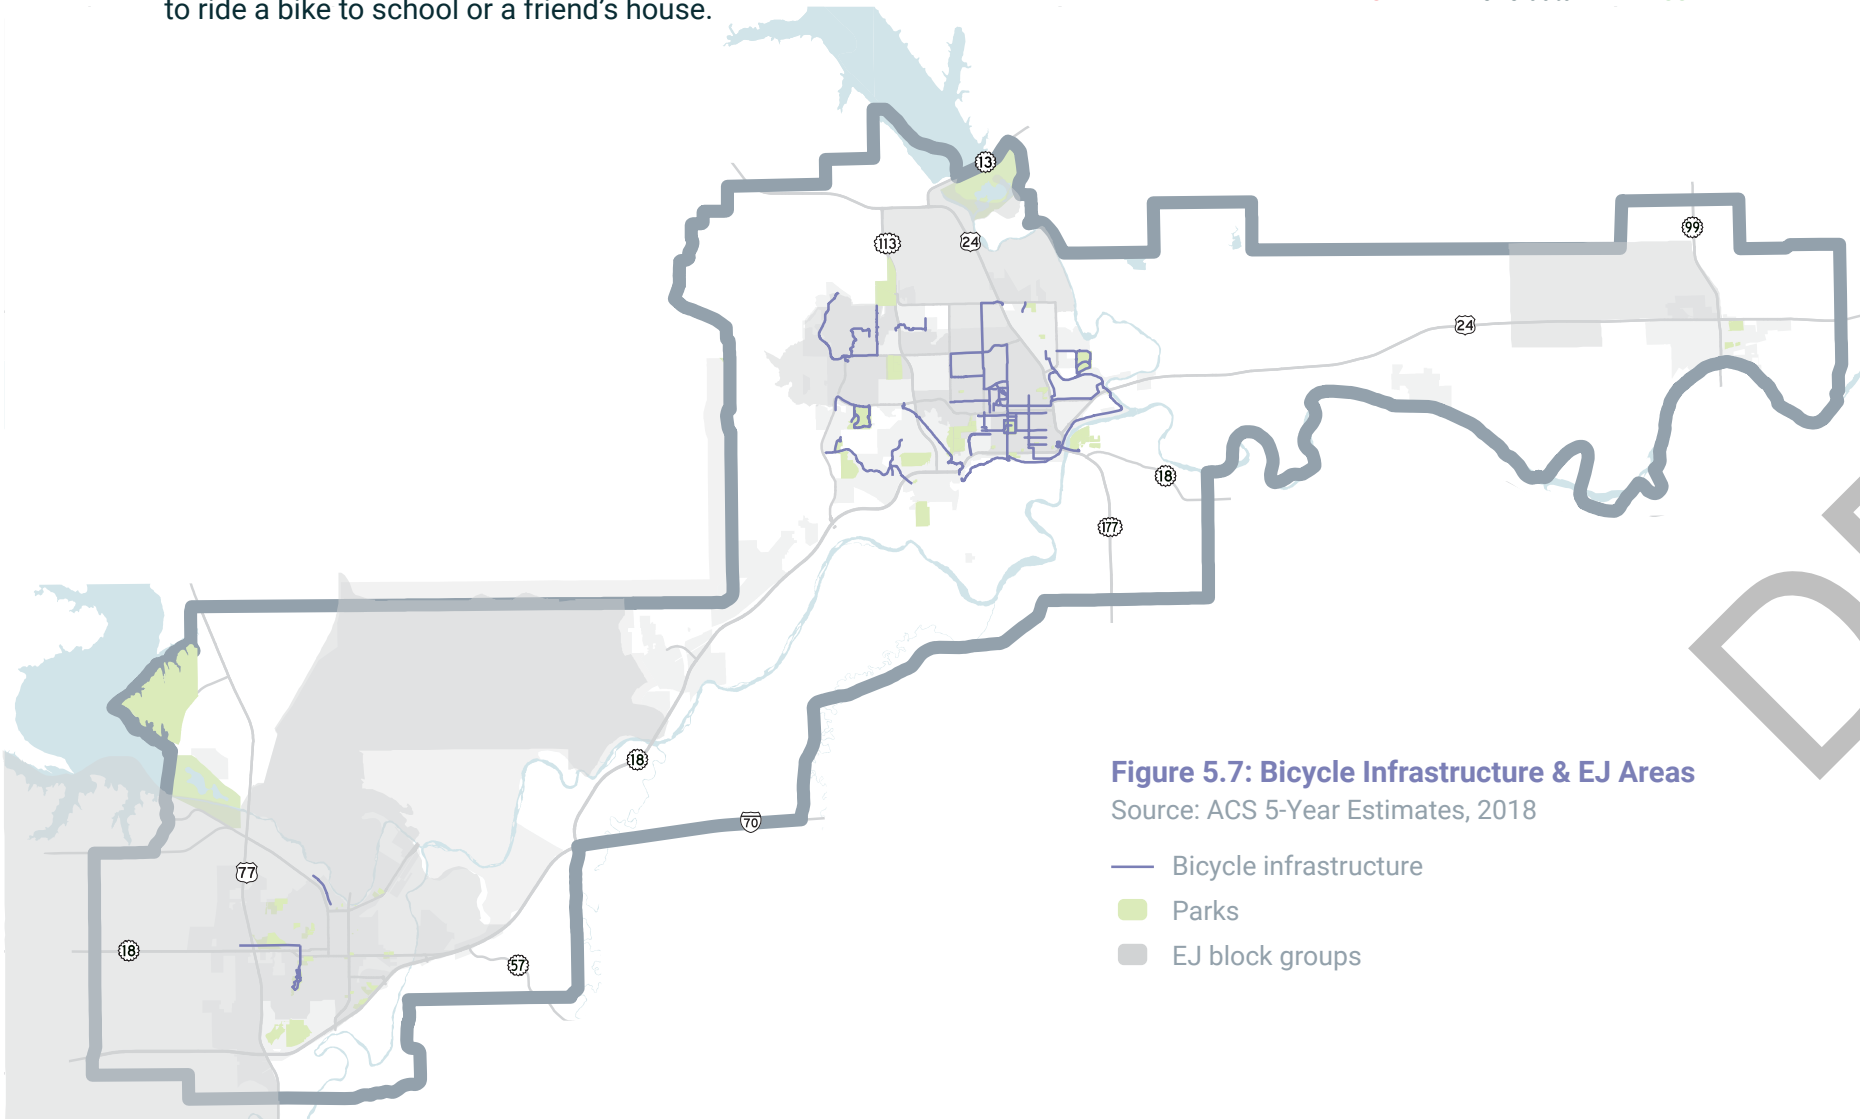 to ride a bike to school or a friend's house.
13
113
24
99
24
18
177
18
70
77
18
57
Figure 5.7: Bicycle Infrastructure & EJ Areas
Source: ACS 5-Year Estimates, 2018
Bicycle infrastructure
Parks
EJ block groups
D